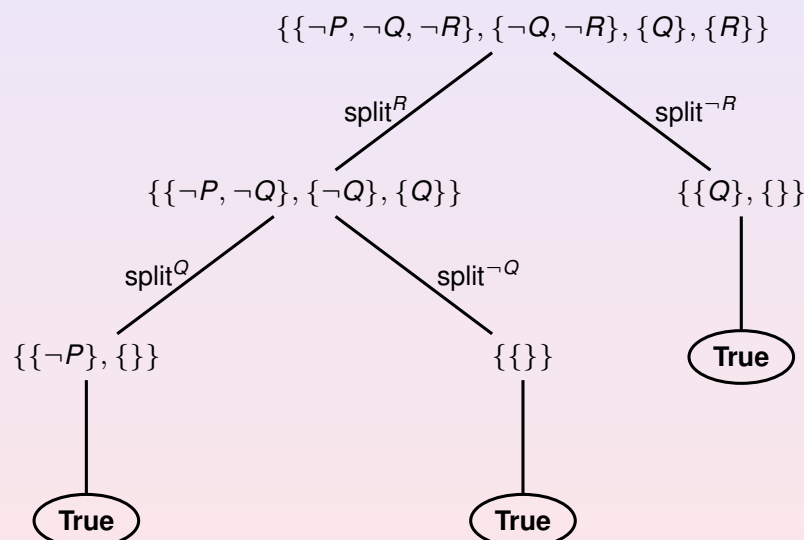 {{¬P, ¬Q, ¬R}, {¬Q, ¬R}, {Q}, {R}}
split^R split^¬R
{{¬P, ¬Q}, {¬Q}, {Q}} {{Q}, {}}
split^Q split^¬Q
{{¬P}, {}} {{}} True
True True